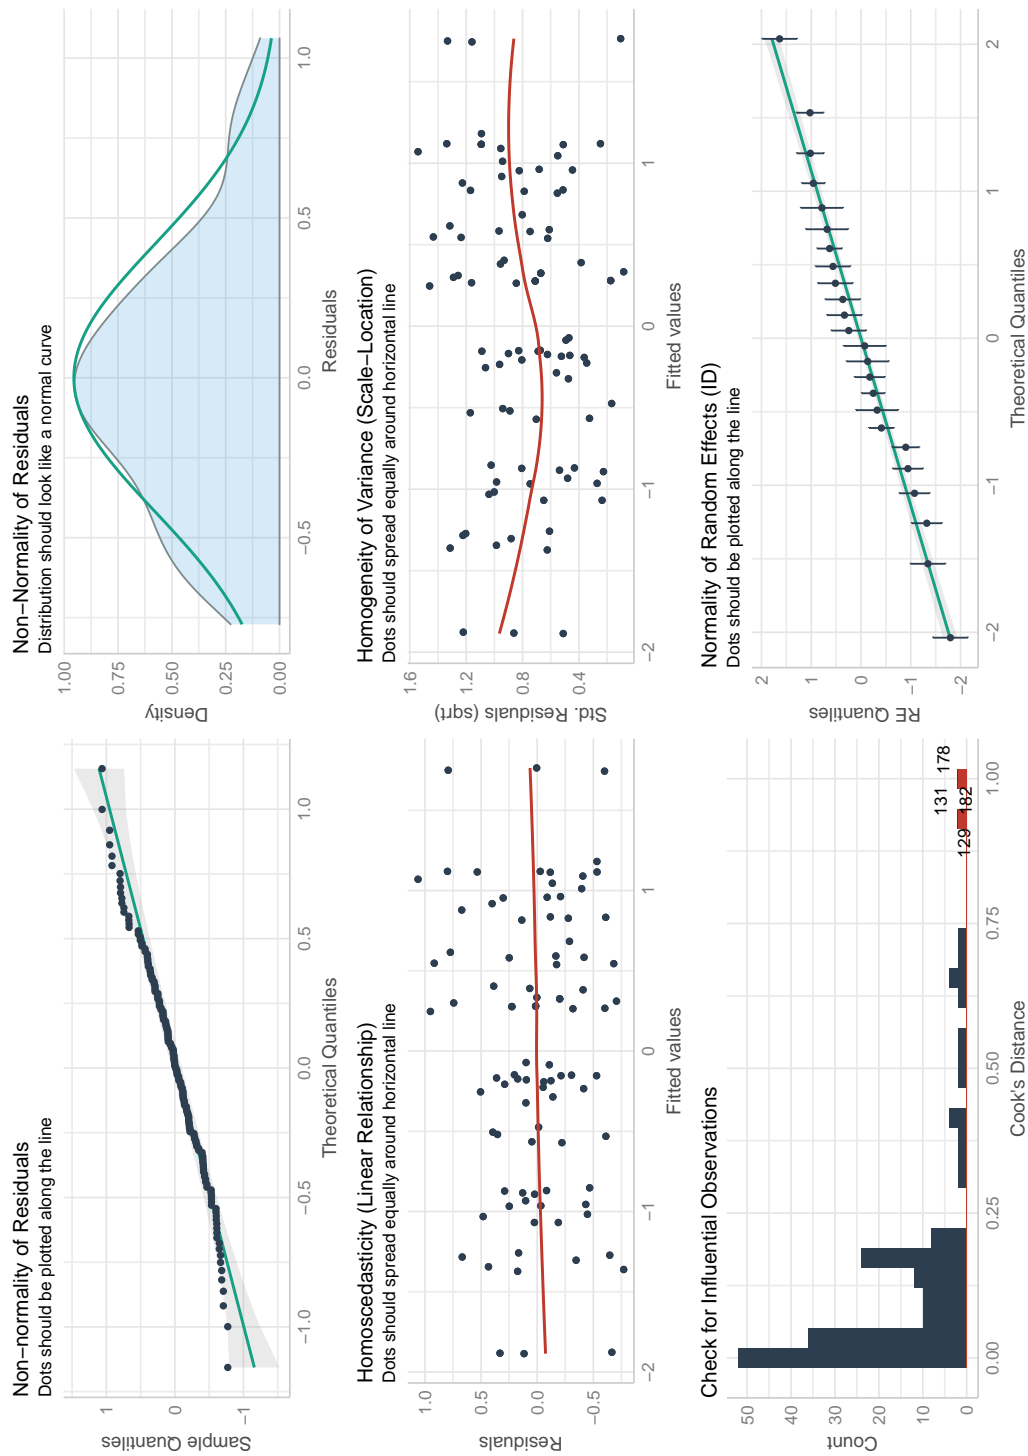 Non−normality of Residuals
Dots should be plotted along the line
Sample Quantiles
1
0
−1
−1.0
−0.5
0.0
0.5
1.0
Theoretical Quantiles
Non−Normality of Residuals
Distribution should look like a normal curve
Density
1.00
0.75
0.50
0.25
0.00
−0.5
0.0
0.5
1.0
Residuals
Homoscedasticity (Linear Relationship)
Dots should spread equally around horizontal line
Residuals
1.0
0.5
0.0
−0.5
−2
−1
0
1
Fitted values
Homogeneity of Variance (Scale−Location)
Dots should spread equally around horizontal line
Std. Residuals (sqrt)
1.6
1.2
0.8
0.4
−2
−1
0
1
Fitted values
Check for Influential Observations
Count
50
40
30
20
10
0
131
178
129
182
0.00
0.25
0.50
0.75
1.00
Cook's Distance
Normality of Random Effects (ID)
Dots should be plotted along the line
RE Quantiles
2
1
0
−1
−2
−2
−1
0
1
2
Theoretical Quantiles